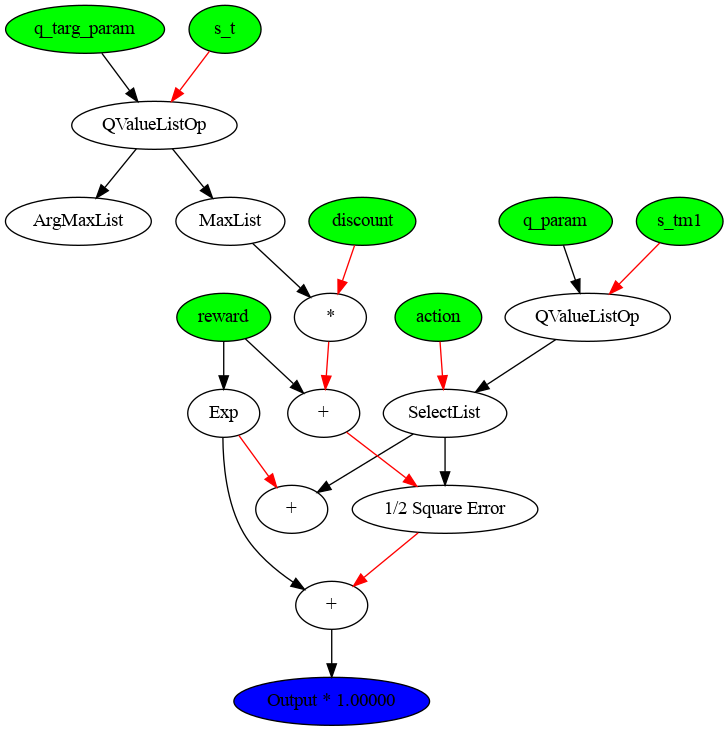 q_targ_param
s_t
QValueListOp
ArgMaxList
MaxList
discount
q_param
s_tm1
reward
*
action
QValueListOp
Exp
+
SelectList
+
1/2 Square Error
+
Output * 1.00000